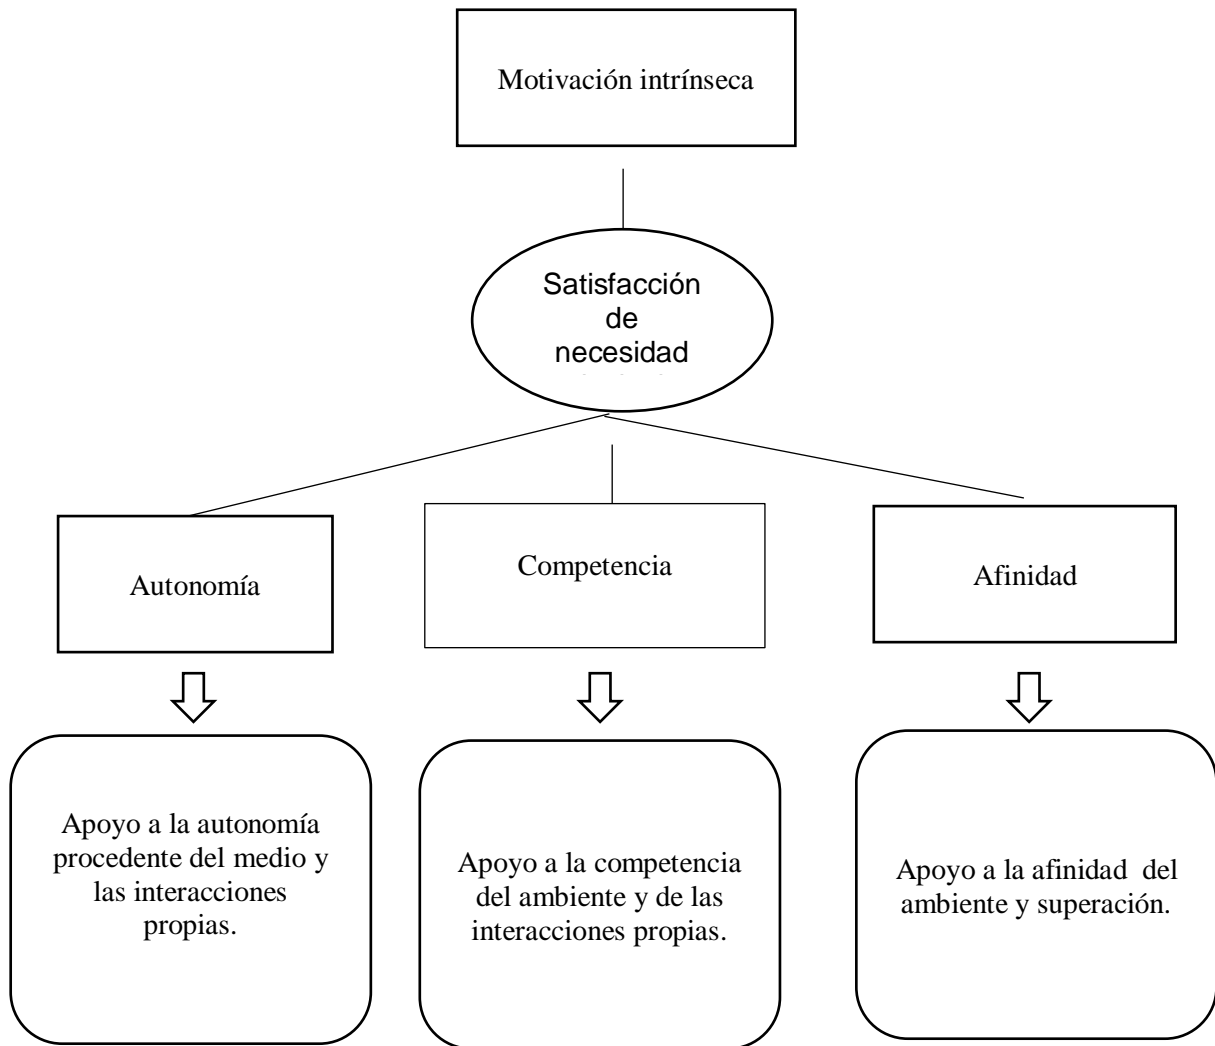 Motivación intrínseca
Satisfacción
de
necesidad
Autonomía
Competencia
Afinidad
Apoyo a la autonomía
procedente del medio y
las interacciones
propias.
Apoyo a la competencia
del ambiente y de las
interacciones propias.
Apoyo a la afinidad  del
ambiente y superación.